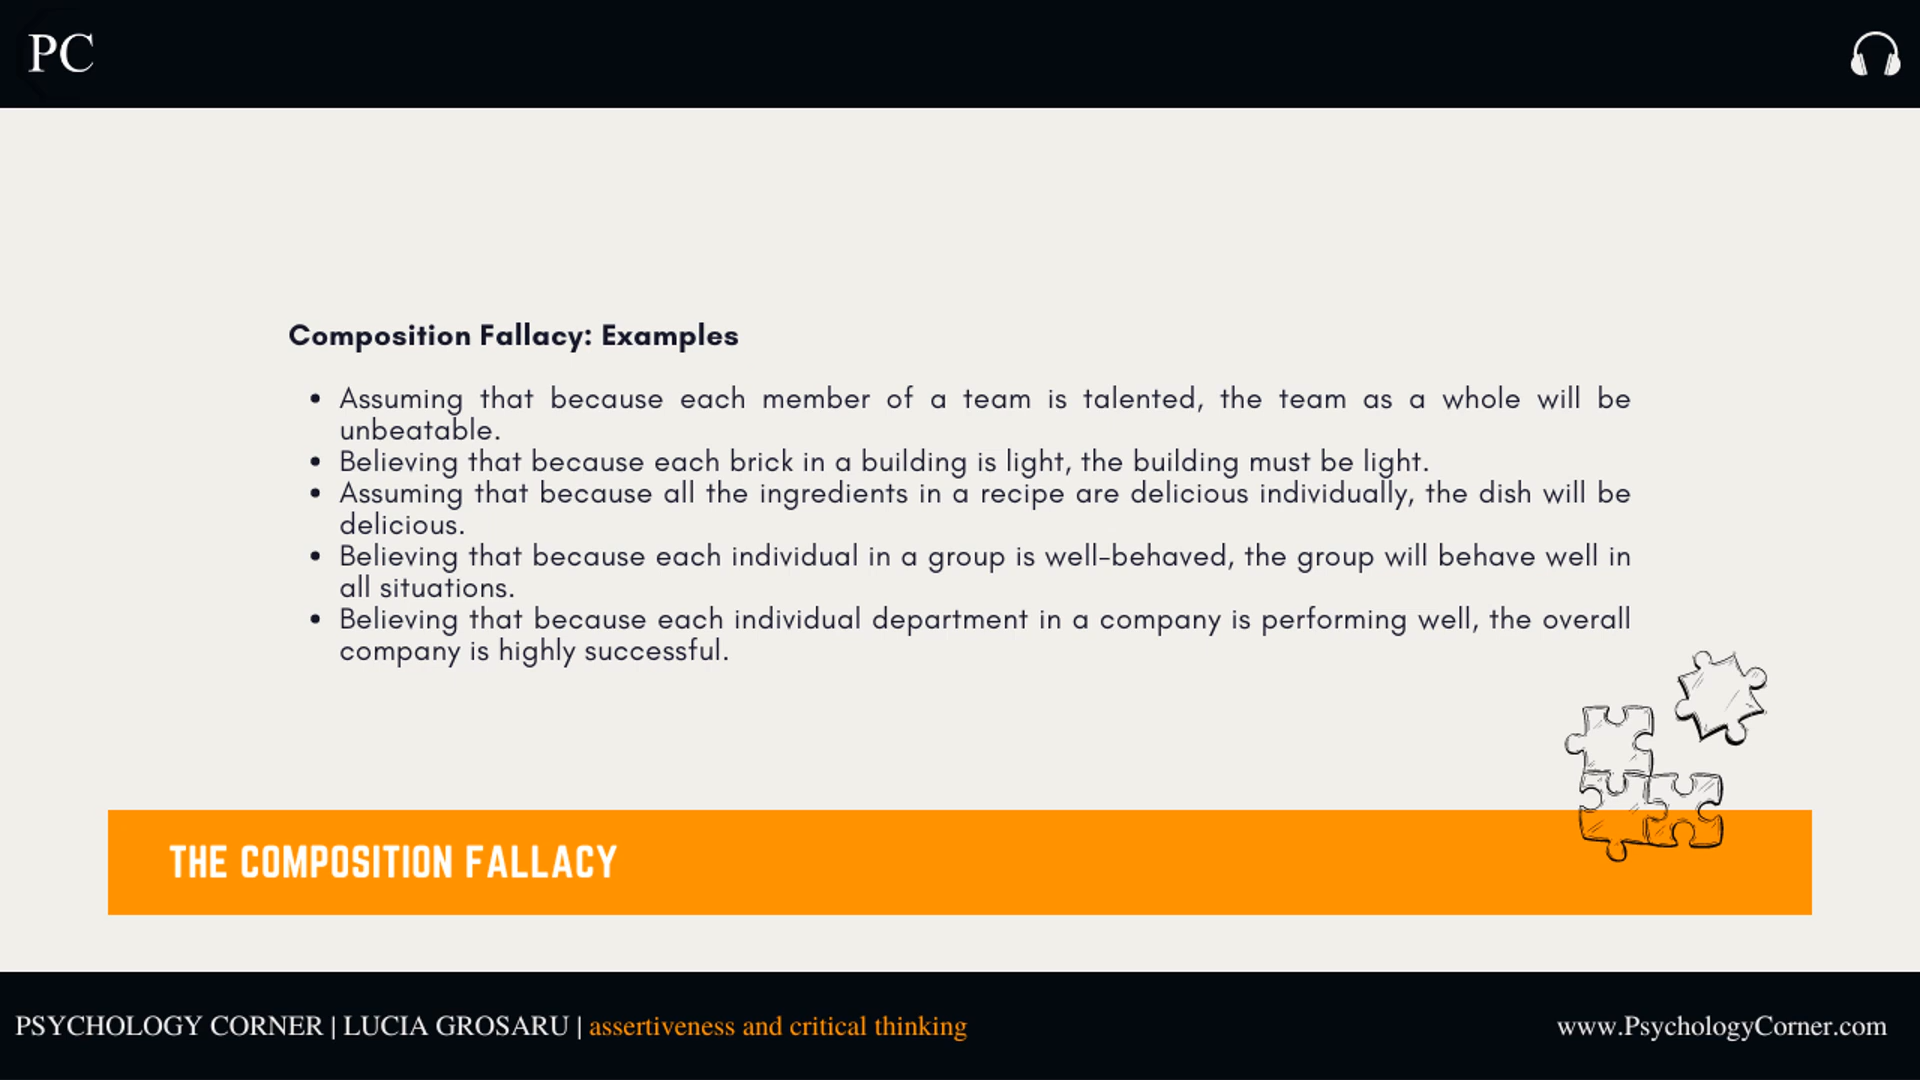 PC
Composition Fallacy: Examples
• Assuming that because each member of a team is talented, the team as a whole will be
unbeatable.
• Believing that because each brick in a building is light, the building must be light.
• Assuming that because all the ingredients in a recipe are delicious individually, the dish will be
delicious.
• Believing that because each individual in a group is well-behaved, the group will behave well in
all situations.
• Believing that because each individual department in a company is performing well, the overall
company is highly successful.
THE COMPOSITION FALLACY
PSYCHOLOGY CORNER | LUCIA GROSARU | assertiveness and critical thinking
www.PsychologyCorner.com